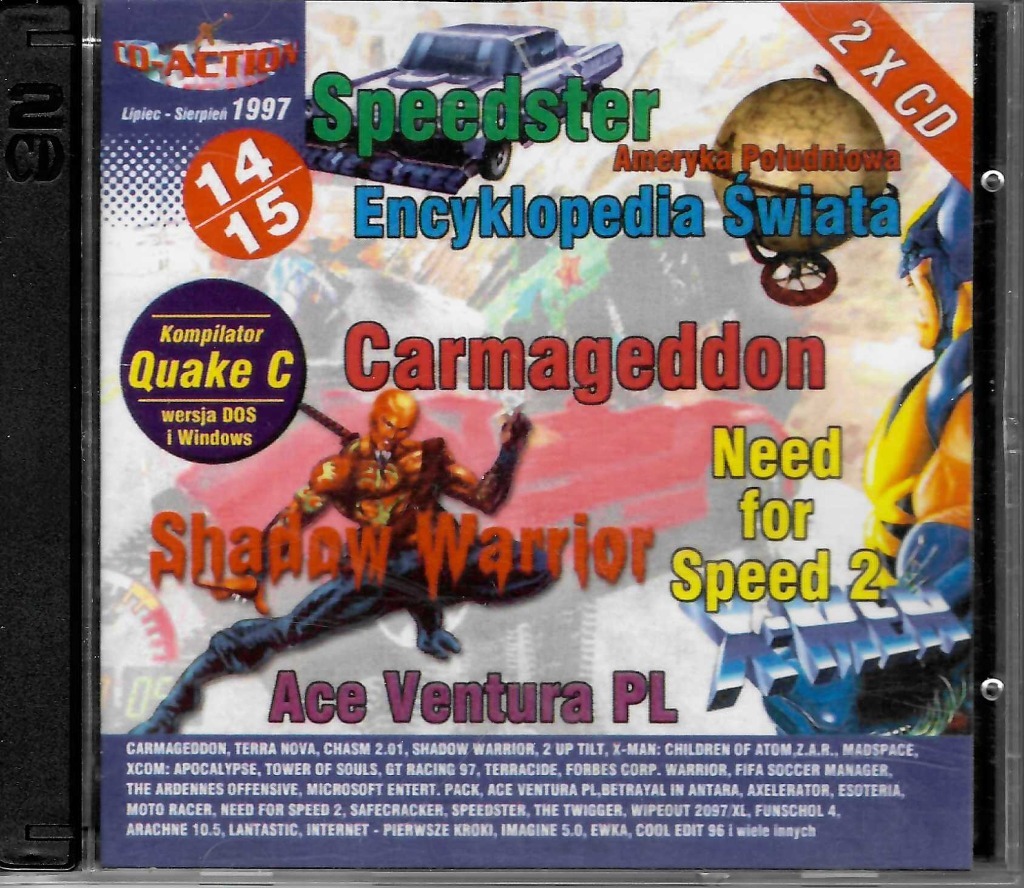 CD-ACTION
Lipiec - Sierpień 1997
14
15
2 X CD
Speedster
Ameryka Południowa
Encyklopedia Świata
Kompilator
Quake C
wersja DOS
i Windows
Carmageddon
Need
for
Speed 2
Shadow Warrior
X-MEN
Ace Ventura PL
CARMAGEDDON, TERRA NOVA, CHASM 2.01, SHADOW WARRIOR, 2 UP TILT, X-MAN: CHILDREN OF ATOM,Z.A.R., MADSPACE,
XCOM: APOCALYPSE, TOWER OF SOULS, GT RACING 97, TERRACIDE, FORBES CORP. WARRIOR, FIFA SOCCER MANAGER,
THE ARDENNES OFFENSIVE, MICROSOFT ENTERT. PACK, ACE VENTURA PL,BETRAYAL IN ANTARA, AXELERATOR, ESOTERIA,
MOTO RACER, NEED FOR SPEED 2, SAFECRACKER, SPEEDSTER, THE TWIGGER, WIPEOUT 2097/XL, FUNSCHOL 4,
ARACHNE 10.5, LANTASTIC, INTERNET - PIERWSZE KROKI, IMAGINE 5.0, EWKA, COOL EDIT 96 i wiele innych